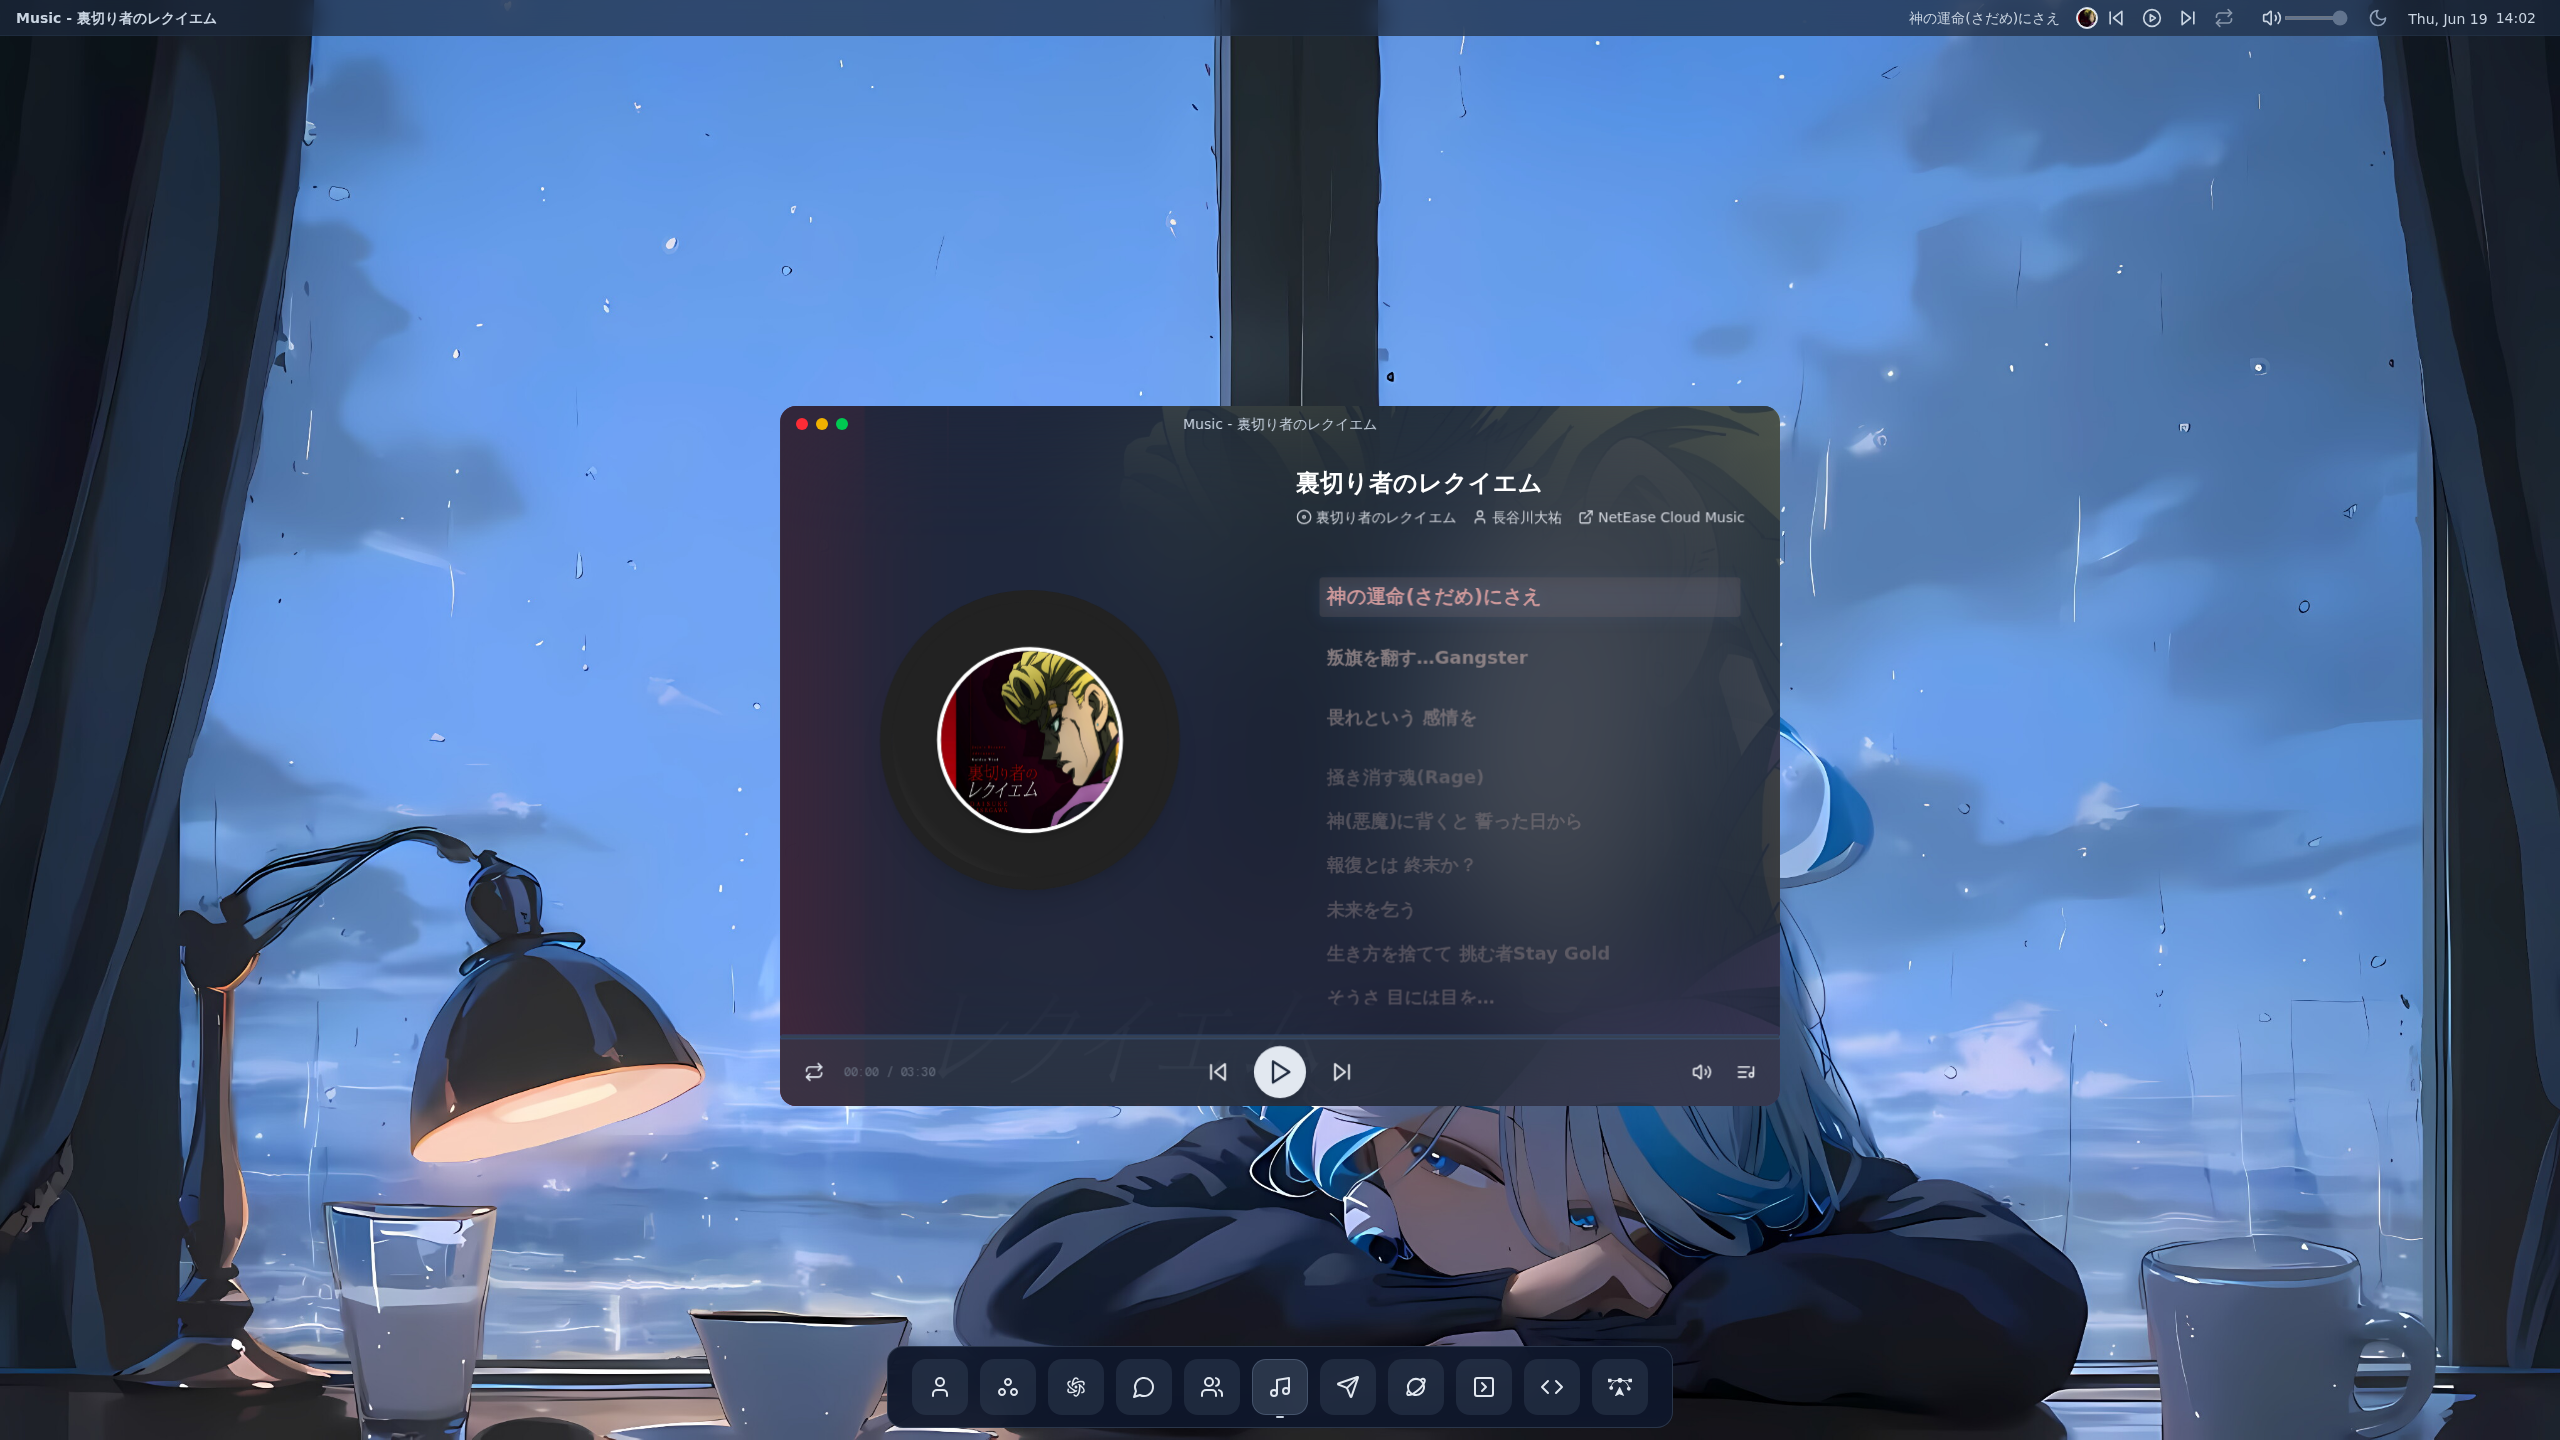 Music - 裏切り者のレクイエム
神の運命(さだめ)にさえ
Thu, Jun 19 14:02
Music - 裏切り者のレクイエム
裏切り者のレクイエム
裏切り者のレクイエム 長谷川大祐 NetEase Cloud Music
神の運命(さだめ)にさえ
叛旗を翻す…Gangster
畏れという 感情を
掻き消す魂(Rage)
神(悪魔)に背くと 誓った日から
報復とは 終末か？
未来を乞う
生き方を捨てて 挑む者Stay Gold
そうさ 目には目を…
裏切り者の
レクイエム
レクイエム
00:00 / 03:30